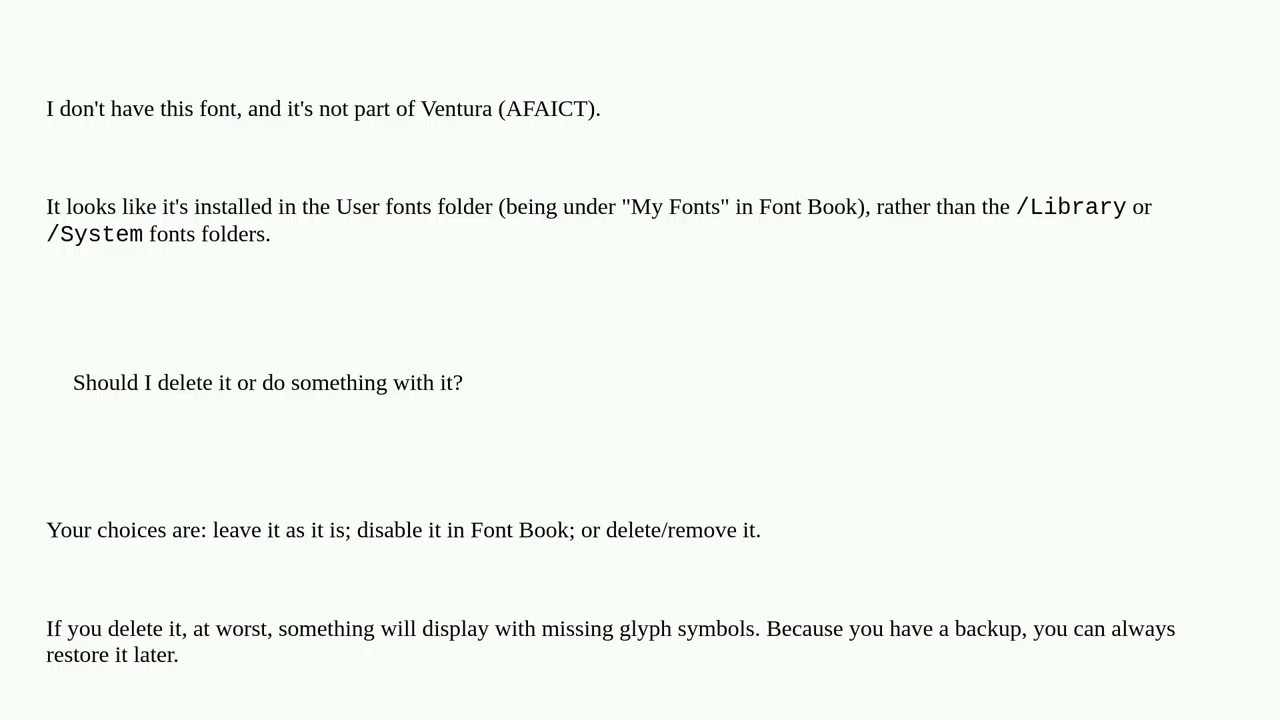 I don't have this font, and it's not part of Ventura (AFAICT).
It looks like it's installed in the User fonts folder (being under "My Fonts" in Font Book), rather than the /Library or
/System fonts folders.
Should I delete it or do something with it?
Your choices are: leave it as it is; disable it in Font Book; or delete/remove it.
If you delete it, at worst, something will display with missing glyph symbols. Because you have a backup, you can always
restore it later.